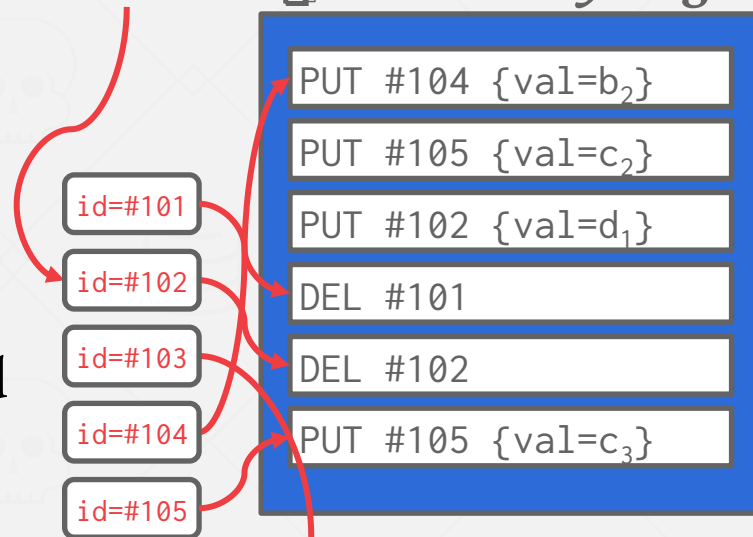 PUT #104 {val=b₂}
PUT #105 {val=c₂}
PUT #102 {val=d₁}
DEL #101
DEL #102
PUT #105 {val=c₃}
id=#101
id=#102
id=#103
id=#104
id=#105